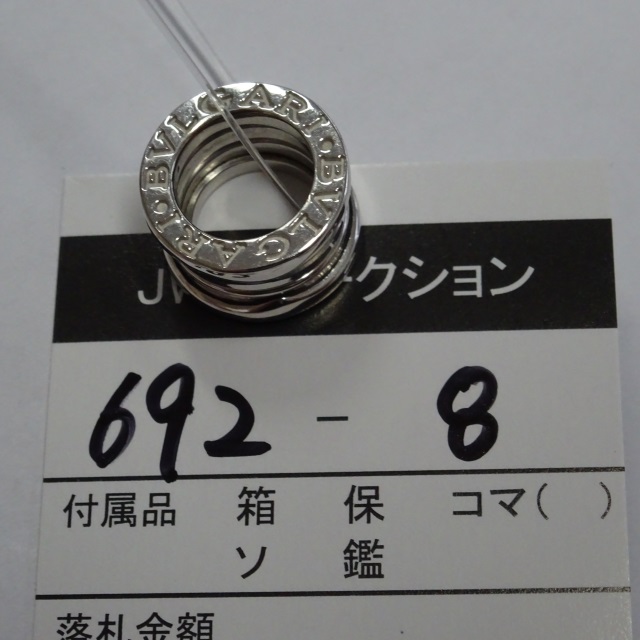 BVLGARI BVLGARI
JW クション
692 - 8
付属品 箱 保 コマ( )
ソ 鑑
落札金額